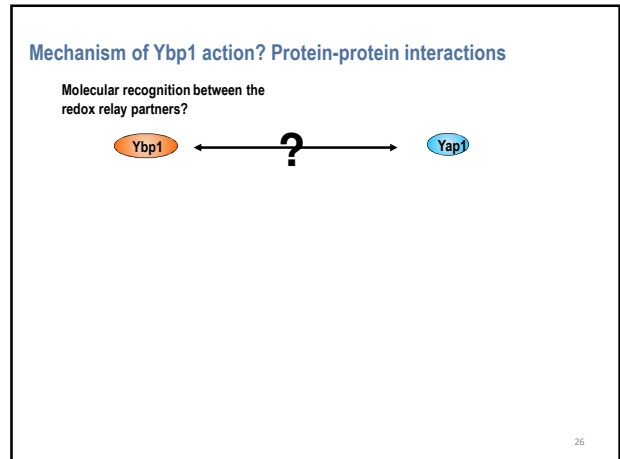 Mechanism of Ybp1 action? Protein-protein interactions
Molecular recognition between the
redox relay partners?
Ybp1 ? Yap1
26